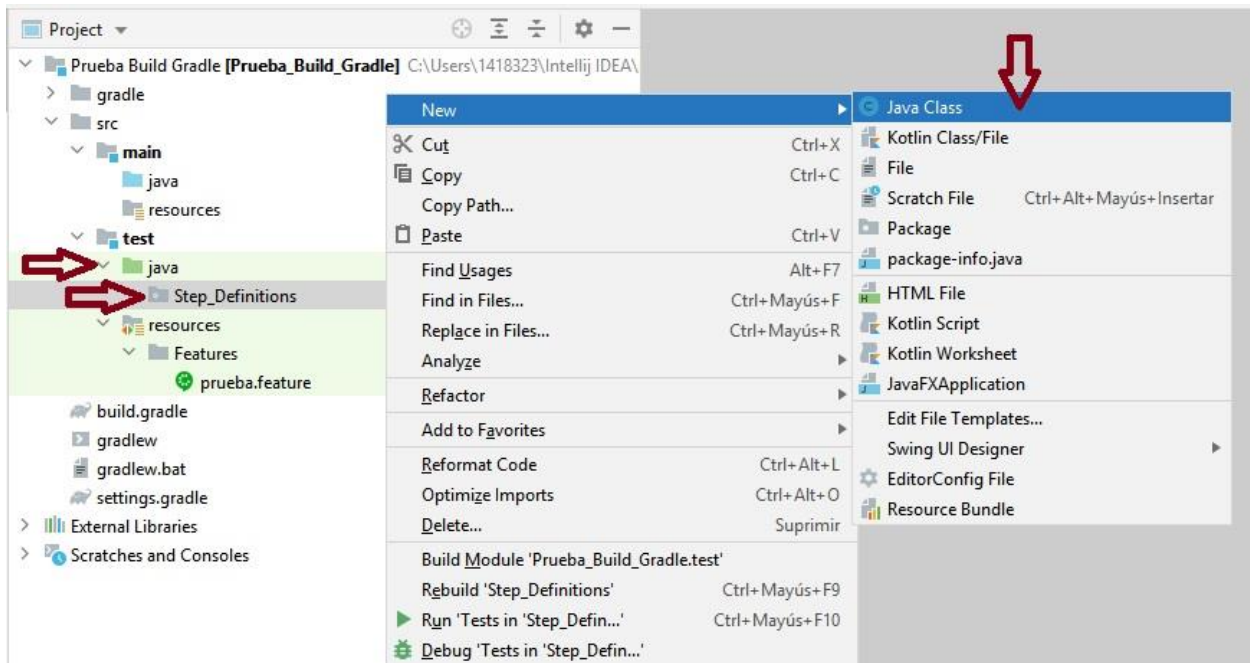 Project
Prueba Build Gradle [Prueba_Build_Gradle] C:\Users\1418323\Intellij IDEA\
gradle
src
main
java
resources
test
java
Step_Definitions
resources
Features
prueba.feature
build.gradle
gradlew
gradlew.bat
settings.gradle
External Libraries
Scratches and Consoles
New
Cut Ctrl+X
Copy Ctrl+C
Copy Path...
Paste Ctrl+V
Find Usages Alt+F7
Find in Files... Ctrl+Mayús+F
Replace in Files... Ctrl+Mayús+R
Analyze
Refactor
Add to Favorites
Reformat Code Ctrl+Alt+L
Optimize Imports Ctrl+Alt+O
Delete... Suprimir
Build Module 'Prueba_Build_Gradle.test'
Rebuild 'Step_Definitions' Ctrl+Mayús+F9
Run 'Tests in 'Step_Defin...' Ctrl+Mayús+F10
Debug 'Tests in 'Step_Defin...'
Java Class
Kotlin Class/File
File
Scratch File Ctrl+Alt+Mayús+Insertar
Package
package-info.java
HTML File
Kotlin Script
Kotlin Worksheet
JavaFXApplication
Edit File Templates...
Swing UI Designer
EditorConfig File
Resource Bundle